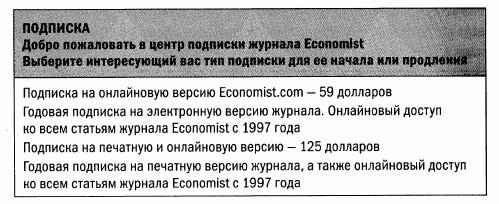 ПОДПИСКА
Добро пожаловать в центр подписки журнала Economist
Выберите интересующий вас тип подписки для ее начала или продления
Подписка на онлайновую версию Economist.com — 59 долларов
Годовая подписка на электронную версию журнала. Онлайновый доступ
ко всем статьям журнала Economist с 1997 года
Подписка на печатную и онлайновую версию — 125 долларов
Годовая подписка на печатную версию журнала, а также онлайновый доступ
ко всем статьям журнала Economist с 1997 года